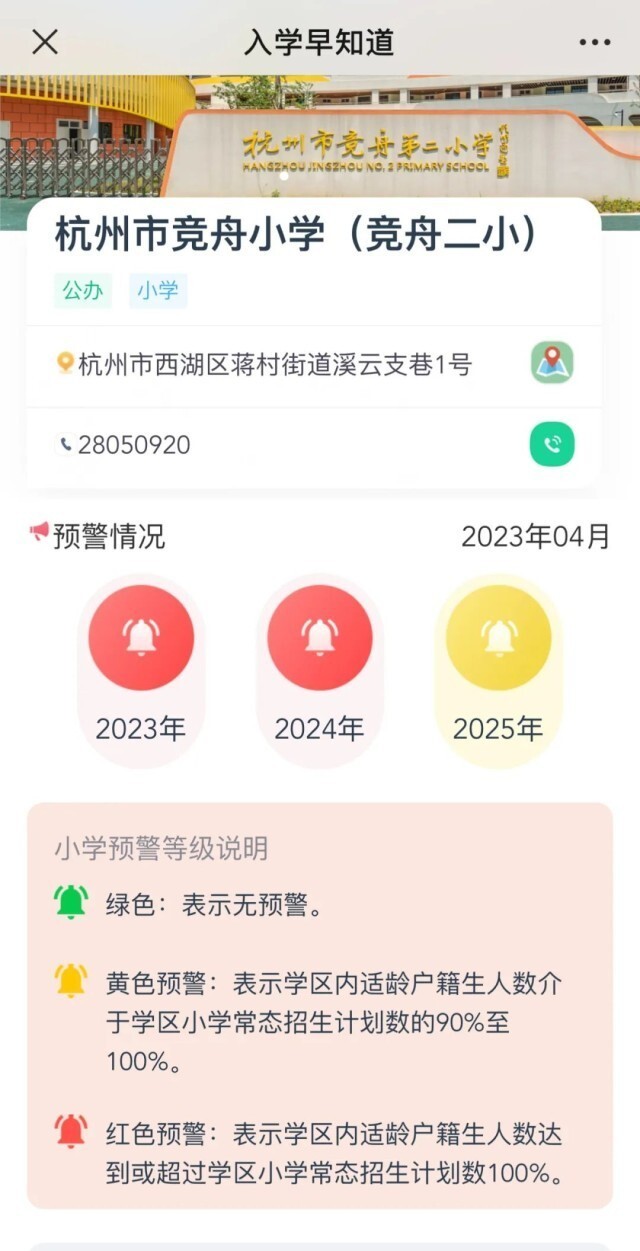 入学早知道
杭州市竞舟第二小学
HANGZHOU JINGZHOU NO. 2 PRIMARY SCHOOL
杭州市竞舟小学（竞舟二小）
公办 小学
杭州市西湖区蒋村街道溪云支巷1号
28050920
预警情况 2023年04月
2023年 2024年 2025年
小学预警等级说明
绿色：表示无预警。
黄色预警：表示学区内适龄户籍生人数介
于学区小学常态招生计划数的90%至
100%。
红色预警：表示学区内适龄户籍生人数达
到或超过学区小学常态招生计划数100%。